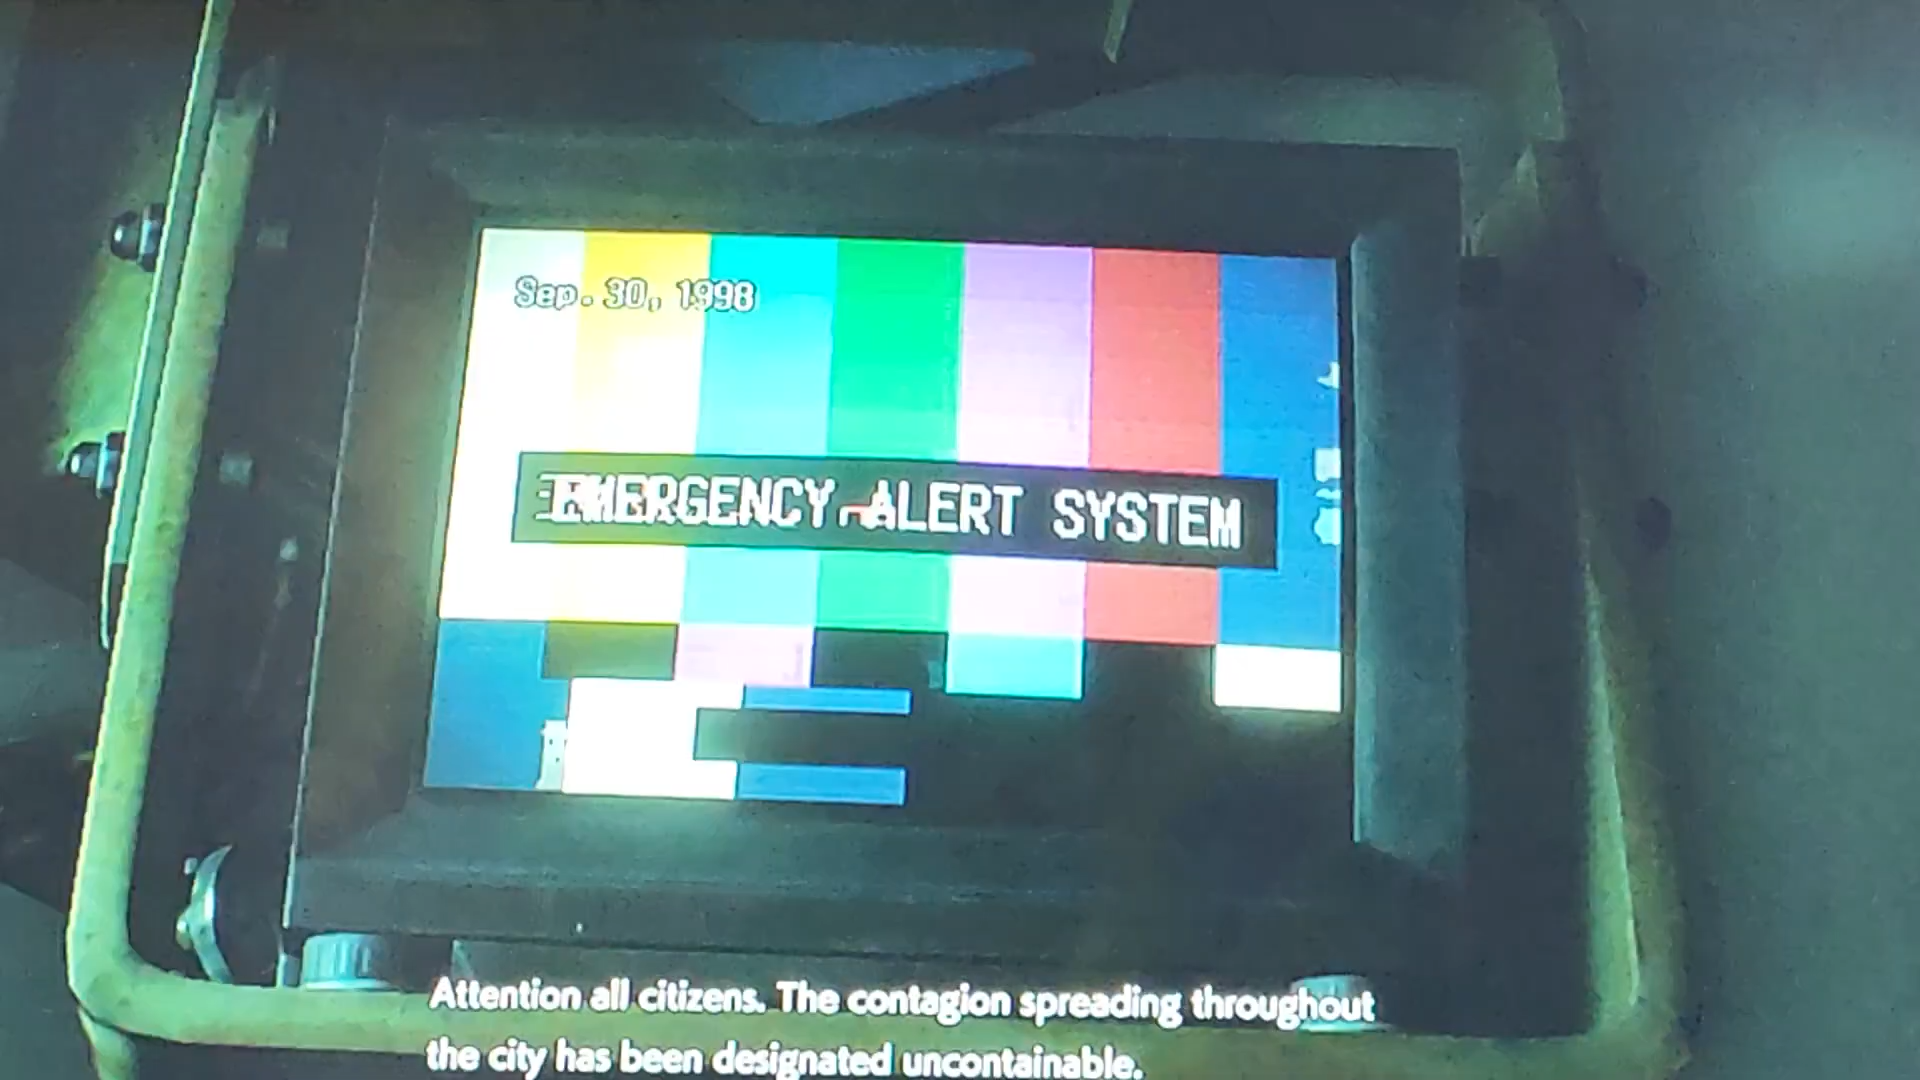 Sep. 30, 1998
EMERGENCY ALERT SYSTEM
Attention all citizens. The contagion spreading throughout
the city has been designated uncontainable.